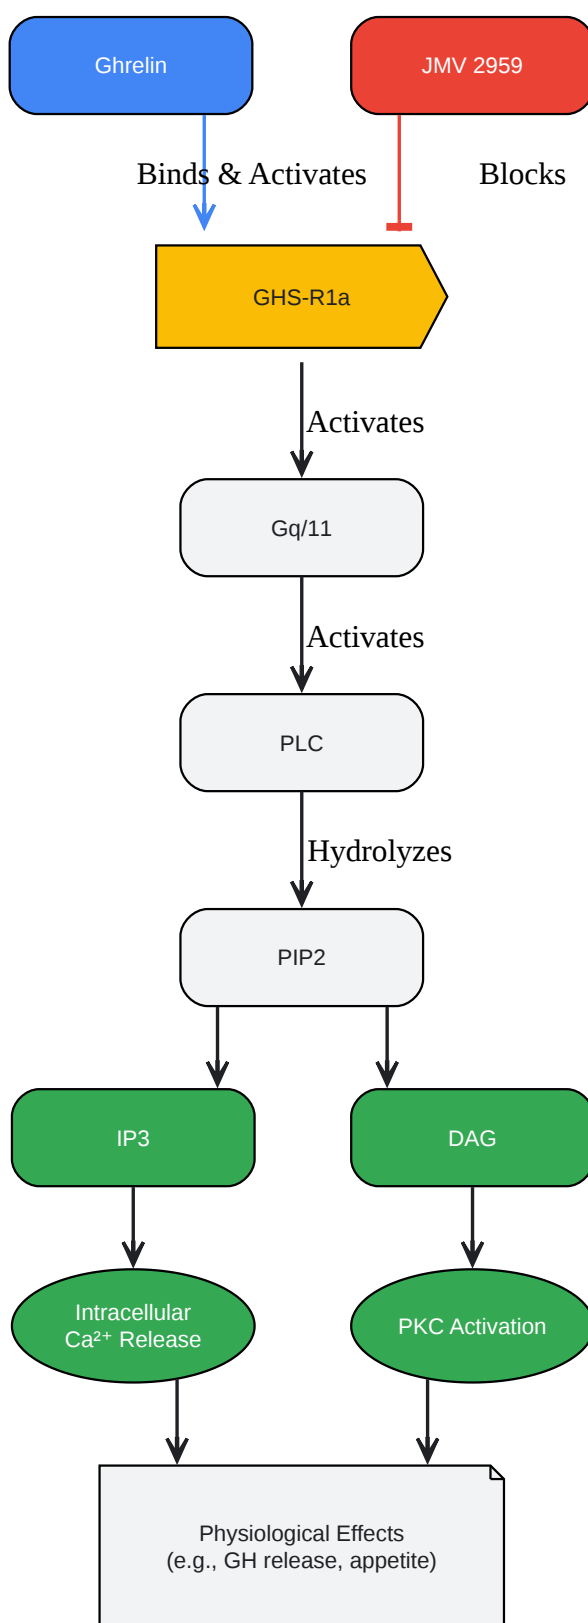 Ghrelin
JMV 2959
Binds & Activates
Blocks
GHS-R1a
Activates
Gq/11
Activates
PLC
Hydrolyzes
PIP2
IP3
DAG
Intracellular
Ca²⁺ Release
PKC Activation
Physiological Effects
(e.g., GH release, appetite)